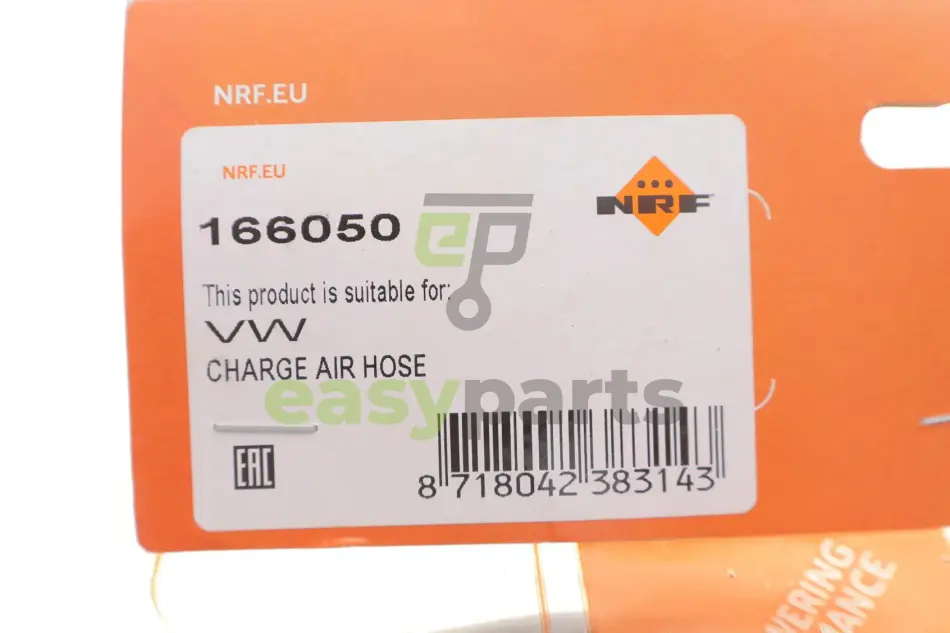 NRF.EU
NRF.EU
NRF
166050
ep
This product is suitable for:
VW
CHARGE AIR HOSE
easyparts
EAC
8 718042 383143